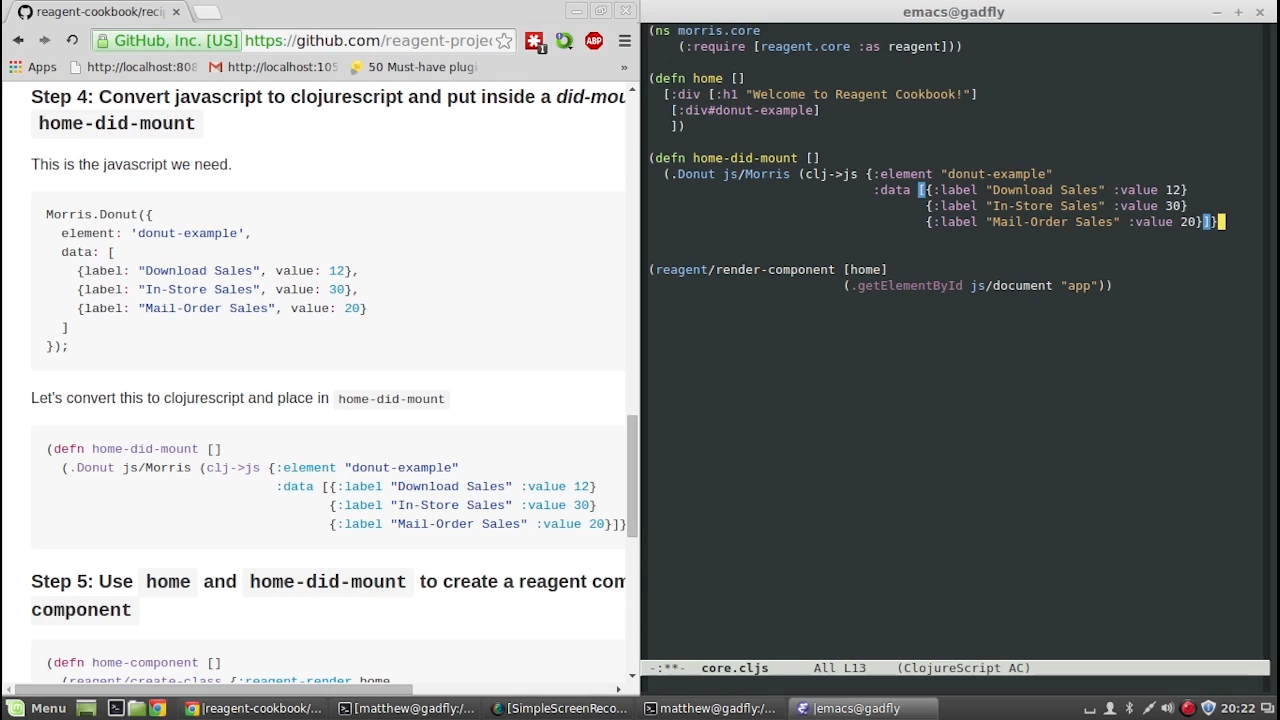 reagent-cookbook/reci
GitHub, Inc. [US] https://github.com/reagent-projec
1
ABP
Apps http://localhost:808 http://localhost:105 50 Must-have plug »
Step 4: Convert javascript to clojurescript and put inside a did-mou
home-did-mount
This is the javascript we need.
Morris.Donut({
element: 'donut-example',
data: [
{label: "Download Sales", value: 12},
{label: "In-Store Sales", value: 30},
{label: "Mail-Order Sales", value: 20}
]
});
Let's convert this to clojurescript and place in home-did-mount
(defn home-did-mount []
(.Donut js/Morris (clj->js {:element "donut-example"
:data [{:label "Download Sales" :value 12}
{:label "In-Store Sales" :value 30}
{:label "Mail-Order Sales" :value 20}]}
Step 5: Use home and home-did-mount to create a reagent com
component
(defn home-component []
(reagent/create-class {:reagent-render home
emacs@gadfly
(ns morris.core
(:require [reagent.core :as reagent]))
(defn home []
[:div [:h1 "Welcome to Reagent Cookbook!"]
[:div#donut-example]
])
(defn home-did-mount []
(.Donut js/Morris (clj->js {:element "donut-example"
:data [{:label "Download Sales" :value 12}
{:label "In-Store Sales" :value 30}
{:label "Mail-Order Sales" :value 20}]}
(reagent/render-component [home]
(.getElementById js/document "app"))
-:**- core.cljs All L13 (ClojureScript AC)
Menu |reagent-cookbook/... [matthew@gadfly:/... [SimpleScreenReco... matthew@gadfly:/... |emacs@gadfly 20:22